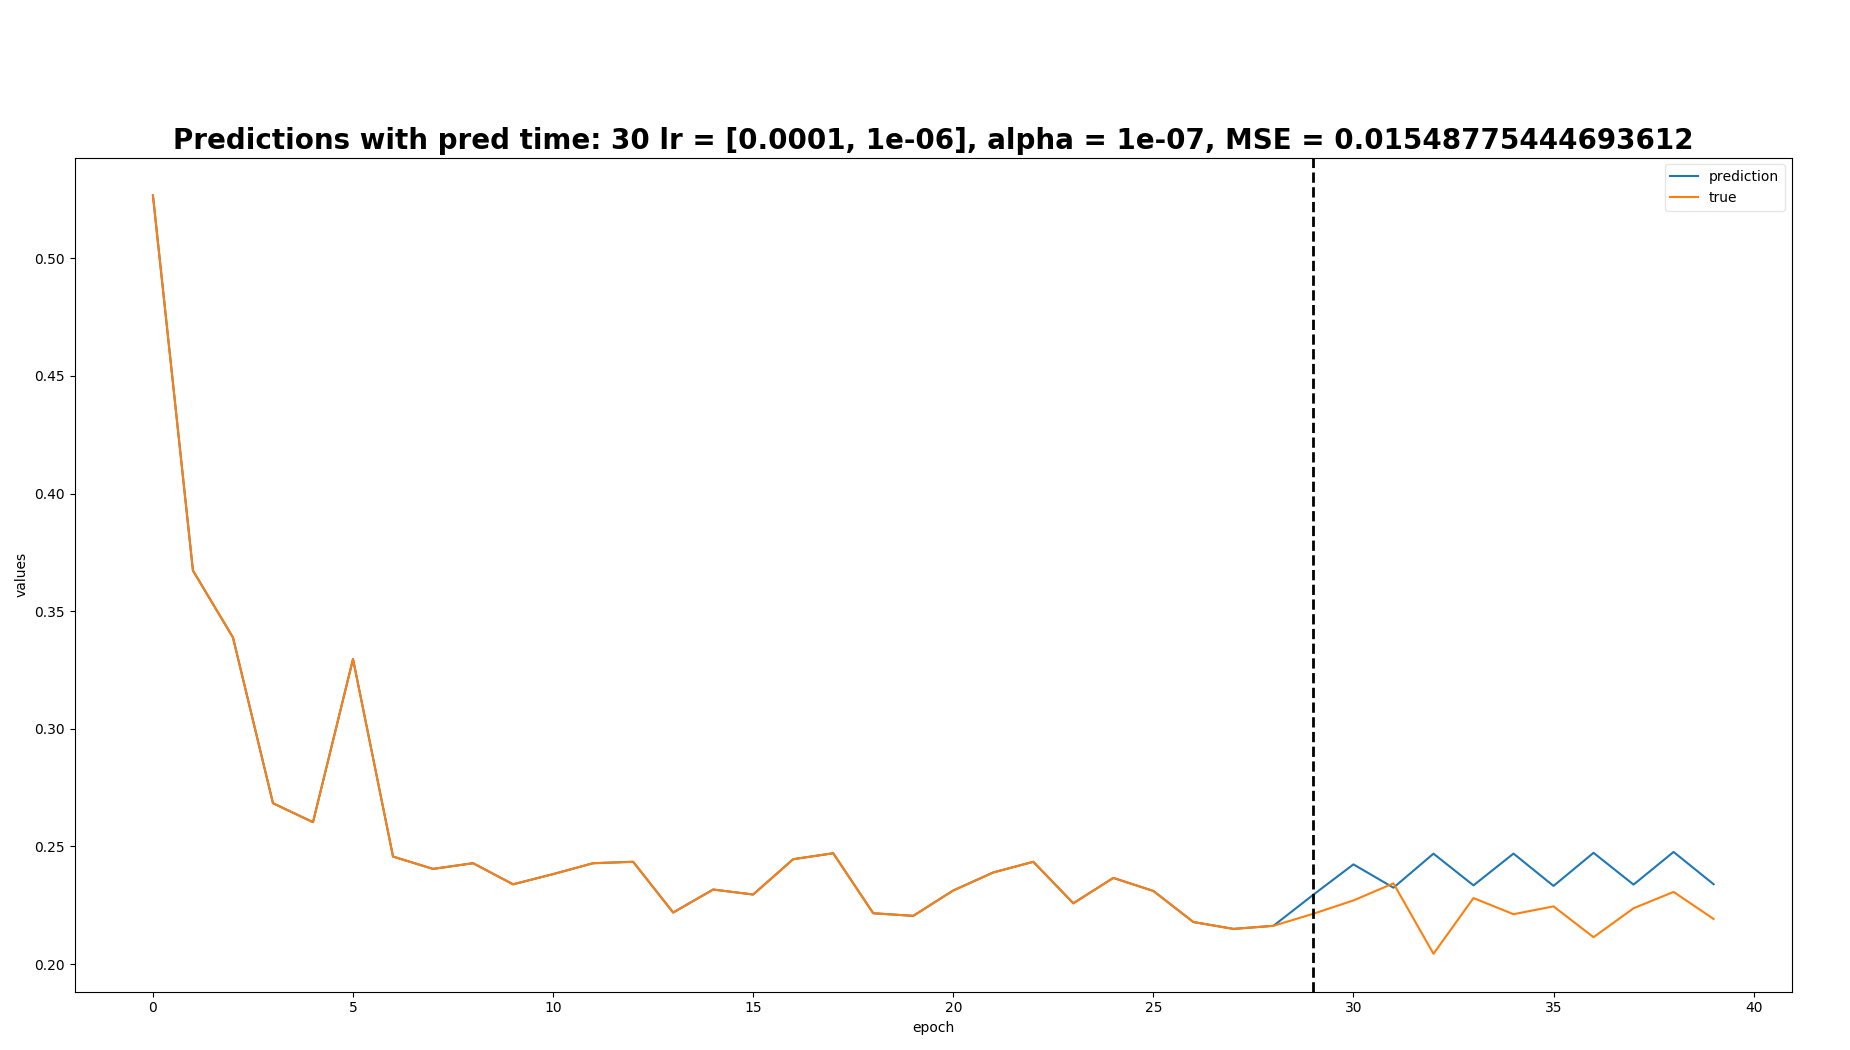 Predictions with pred time: 30 lr = [0.0001, 1e-06], alpha = 1e-07, MSE = 0.01548775444693612
prediction
true
0.50
0.45
0.40
0.35
0.30
0.25
0.20
values
0 5 10 15 20 25 30 35 40
epoch